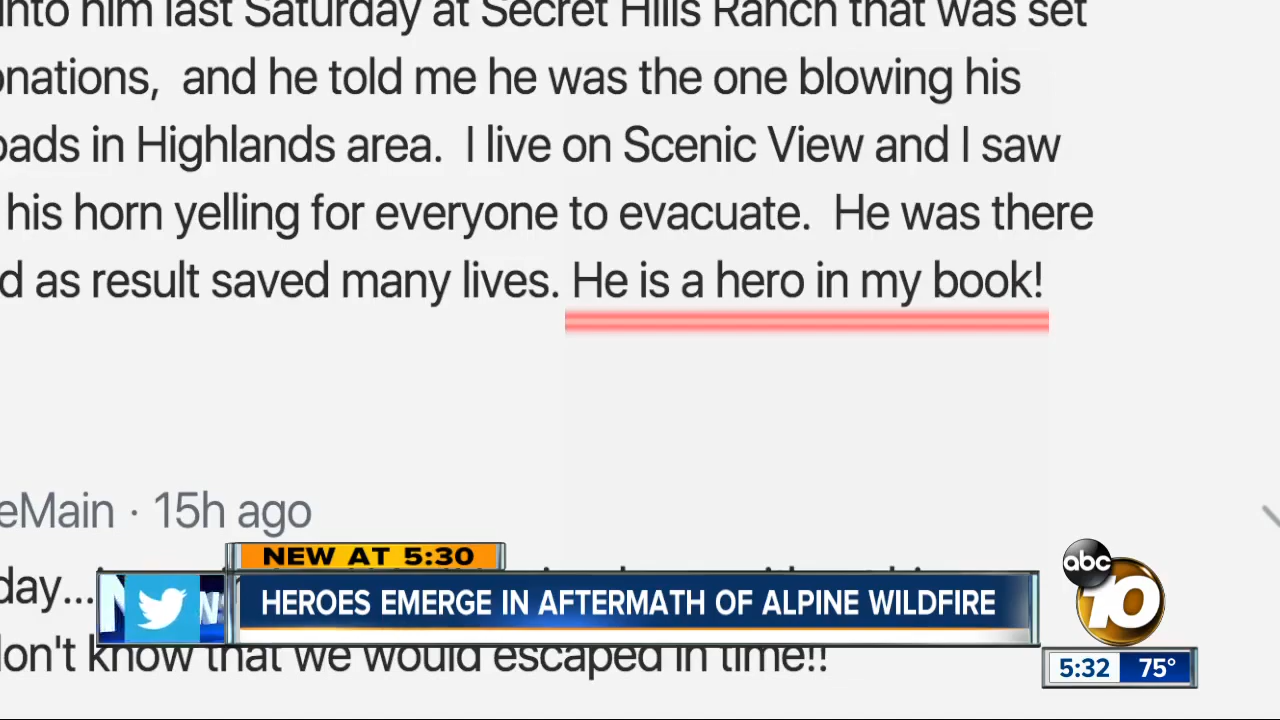 into him last Saturday at Secret Hills Ranch that was set
onations, and he told me he was the one blowing his
oads in Highlands area. I live on Scenic View and I saw
his horn yelling for everyone to evacuate. He was there
d as result saved many lives. He is a hero in my book!
eMain · 15h ago
NEW AT 5:30
day...
HEROES EMERGE IN AFTERMATH OF ALPINE WILDFIRE
abc
10
don't know that we would escaped in time!!
5:32 75°